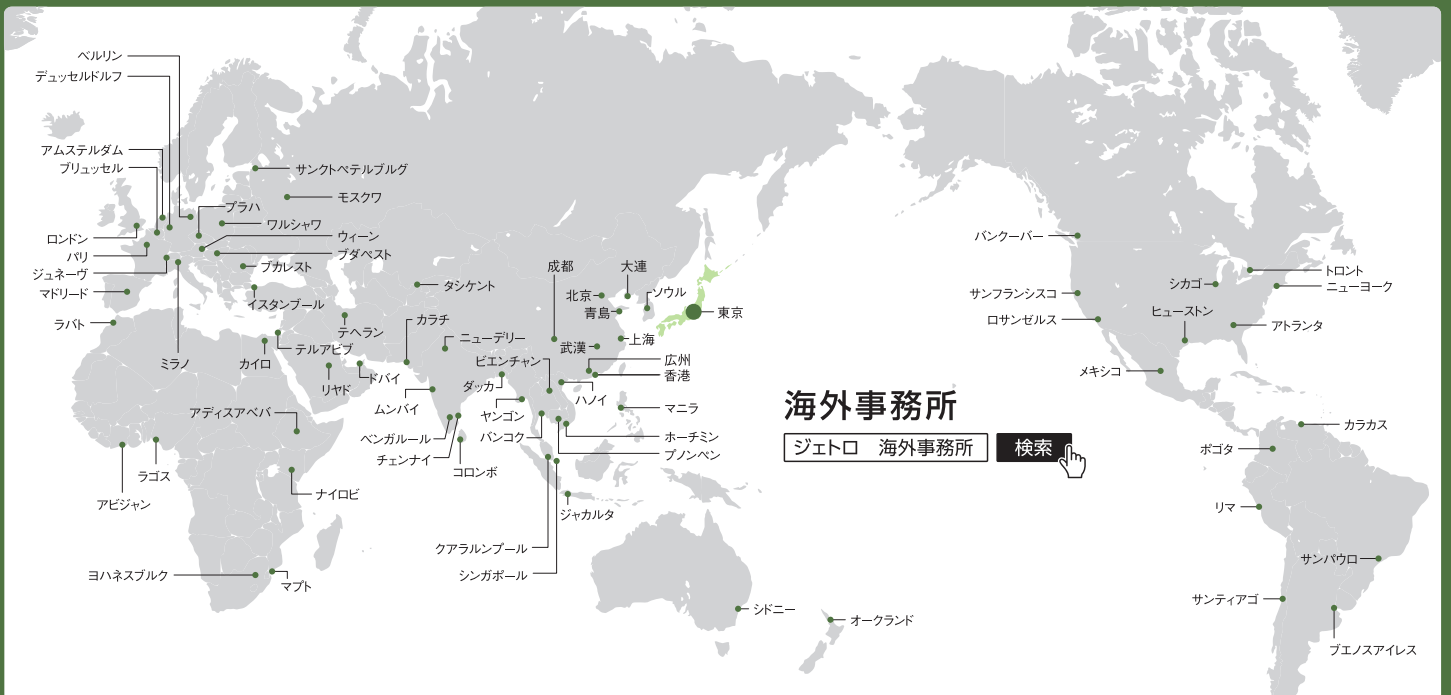 ベルリン
デュッセルドルフ
アムステルダム
ブリュッセル
サンクトペテルブルグ
モスクワ
プラハ
ワルシャワ
ロンドン
ウィーン
パリ
ブダペスト
ジュネーヴ
ブカレスト
マドリード
イスタンブール
ラバト
ミラノ
カイロ
テルアビブ
テヘラン
リヤド
ドバイ
タシケント
カラチ
ニューデリー
ムンバイ
ベンガルール
チェンナイ
コロンボ
アディスアベバ
ラゴス
アビジャン
ナイロビ
ヨハネスブルク
マプト
成都
大連
北京
ソウル
青島
東京
武漢
上海
広州
香港
ビエンチャン
ダッカ
ヤンゴン
ハノイ
バンコク
マニラ
ホーチミン
プノンペン
ジャカルタ
クアラルンプール
シンガポール
シドニー
オークランド
海外事務所
ジェトロ　海外事務所
検索
バンクーバー
サンフランシスコ
ロサンゼルス
シカゴ
トロント
ニューヨーク
ヒューストン
アトランタ
メキシコ
カラカス
ボゴタ
リマ
サンパウロ
サンティアゴ
ブエノスアイレス